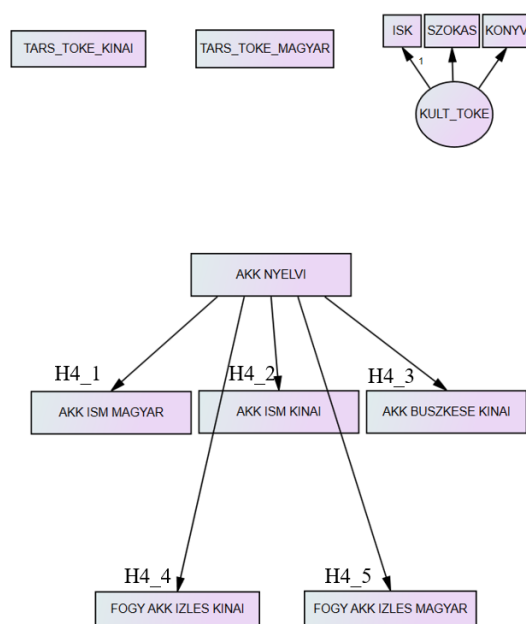 ISK SZOKAS KONYV
TARS_TOKE_KINAI TARS_TOKE_MAGYAR
1
KULT_TOKE
AKK NYELVI
H4_1 H4_2 H4_3
AKK ISM MAGYAR AKK ISM KINAI AKK BUSZKESE KINAI
H4_4 H4_5
FOGY AKK IZLES KINAI FOGY AKK IZLES MAGYAR